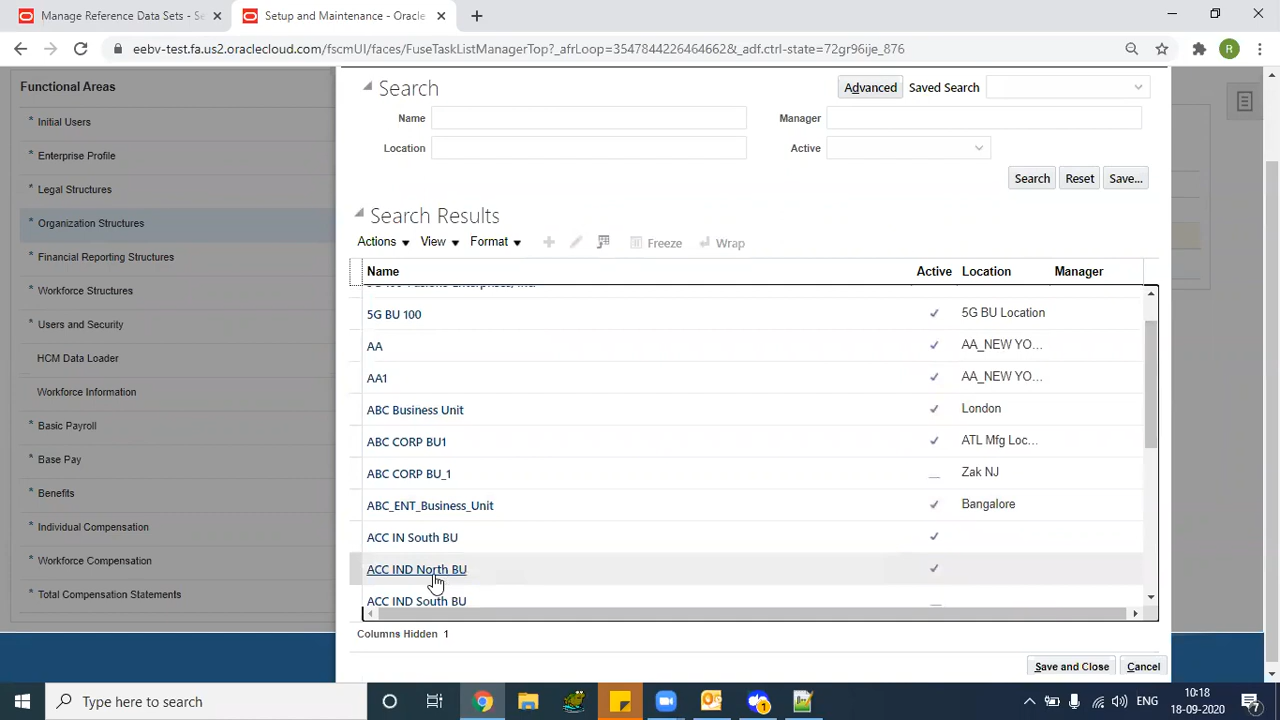 Manage Reference Data Sets - Se
Setup and Maintenance - Oracle
eebv-test.fa.us2.oraclecloud.com/fscmUI/faces/FuseTaskListManagerTop?_afrLoop=3547844226464662&_adf.ctrl-state=72gr96ije_876
R
Functional Areas
* Initial Users
* Enterprise Profile
* Legal Structures
* Organization Structures
* Financial Reporting Structures
* Workforce Structures
* Users and Security
HCM Data Loader
Workforce Information
* Basic Payroll
* Base Pay
* Benefits
* Individual Compensation
* Workforce Compensation
* Total Compensation Statements
Search
Advanced Saved Search
Name Manager
Location Active
Search Reset Save...
Search Results
Actions View Format Freeze Wrap
Name Active Location Manager
5G BU 100 5G BU Location
AA AA_NEW YO...
AA1 AA_NEW YO...
ABC Business Unit London
ABC CORP BU1 ATL Mfg Loc...
ABC CORP BU_1 Zak NJ
ABC_ENT_Business_Unit Bangalore
ACC IN South BU
ACC IND North BU
ACC IND South BU
Columns Hidden 1
Save and Close Cancel
Type here to search
1
ENG
10:18
18-09-2020
7